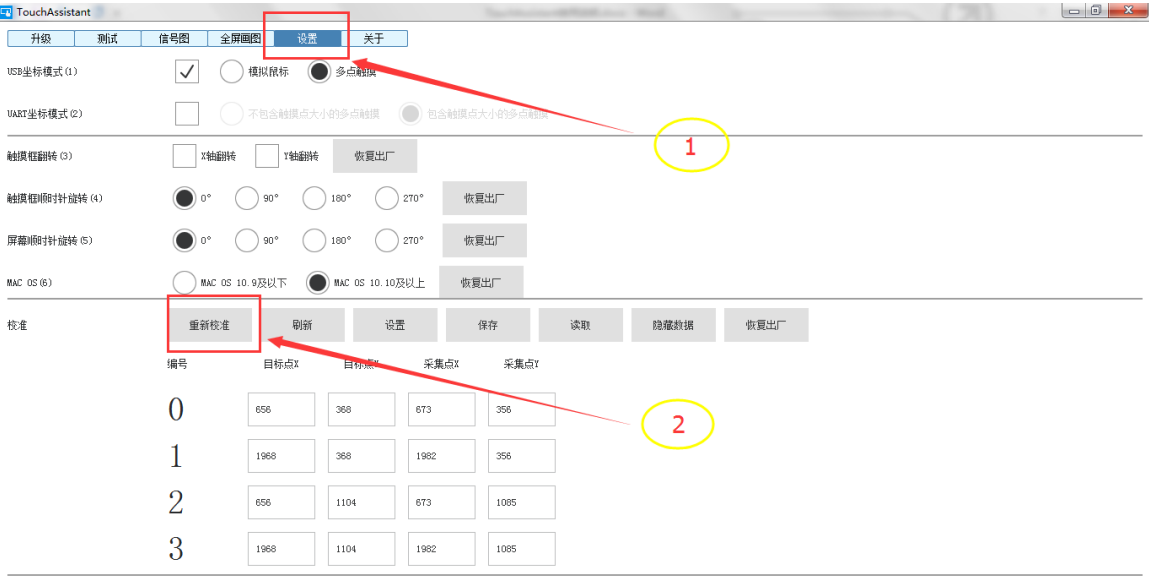 TouchAssistant
升级 测试 信号图 全屏画图 设置 关于
USB坐标模式(1) 模拟鼠标 多点触摸
UART坐标模式(2) 不包含触摸点大小的多点触摸 包含触摸点大小的多点触摸
1
触摸框翻转(3) X轴翻转 Y轴翻转 恢复出厂
触摸框顺时针旋转(4) 0° 90° 180° 270° 恢复出厂
屏幕顺时针旋转(5) 0° 90° 180° 270° 恢复出厂
MAC OS(6) MAC OS 10.9及以下 MAC OS 10.10及以上 恢复出厂
校准 重新校准 刷新 设置 保存 读取 隐藏数据 恢复出厂
编号 目标点X 目标点Y 采集点X 采集点Y
0 656 368 673 356
2
1 1968 368 1982 356
2 656 1104 673 1085
3 1968 1104 1982 1085